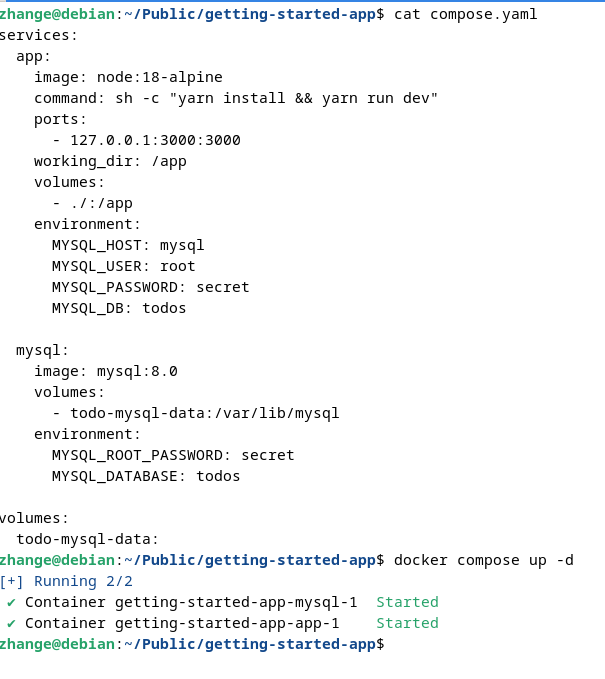 zhange@debian:~/Public/getting-started-app$ cat compose.yaml
services:
  app:
    image: node:18-alpine
    command: sh -c "yarn install && yarn run dev"
    ports:
      - 127.0.0.1:3000:3000
    working_dir: /app
    volumes:
      - ./:/app
    environment:
      MYSQL_HOST: mysql
      MYSQL_USER: root
      MYSQL_PASSWORD: secret
      MYSQL_DB: todos

  mysql:
    image: mysql:8.0
    volumes:
      - todo-mysql-data:/var/lib/mysql
    environment:
      MYSQL_ROOT_PASSWORD: secret
      MYSQL_DATABASE: todos

volumes:
  todo-mysql-data:
zhange@debian:~/Public/getting-started-app$ docker compose up -d
[+] Running 2/2
 ✔ Container getting-started-app-mysql-1  Started
 ✔ Container getting-started-app-app-1    Started
zhange@debian:~/Public/getting-started-app$